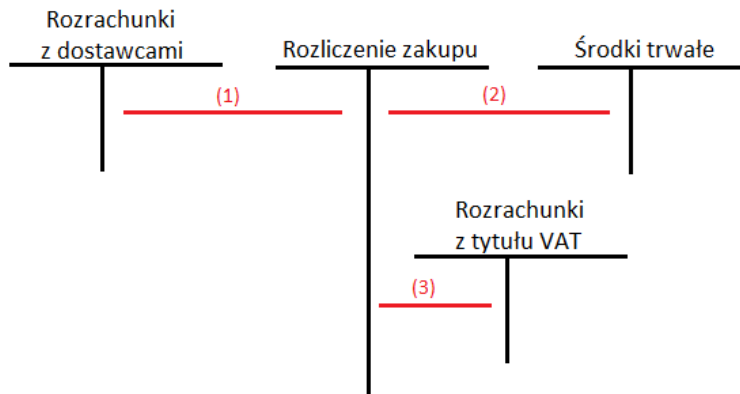 Rozrachunki
z dostawcami
Rozliczenie zakupu
Środki trwałe
(1)
(2)
Rozrachunki
z tytułu VAT
(3)